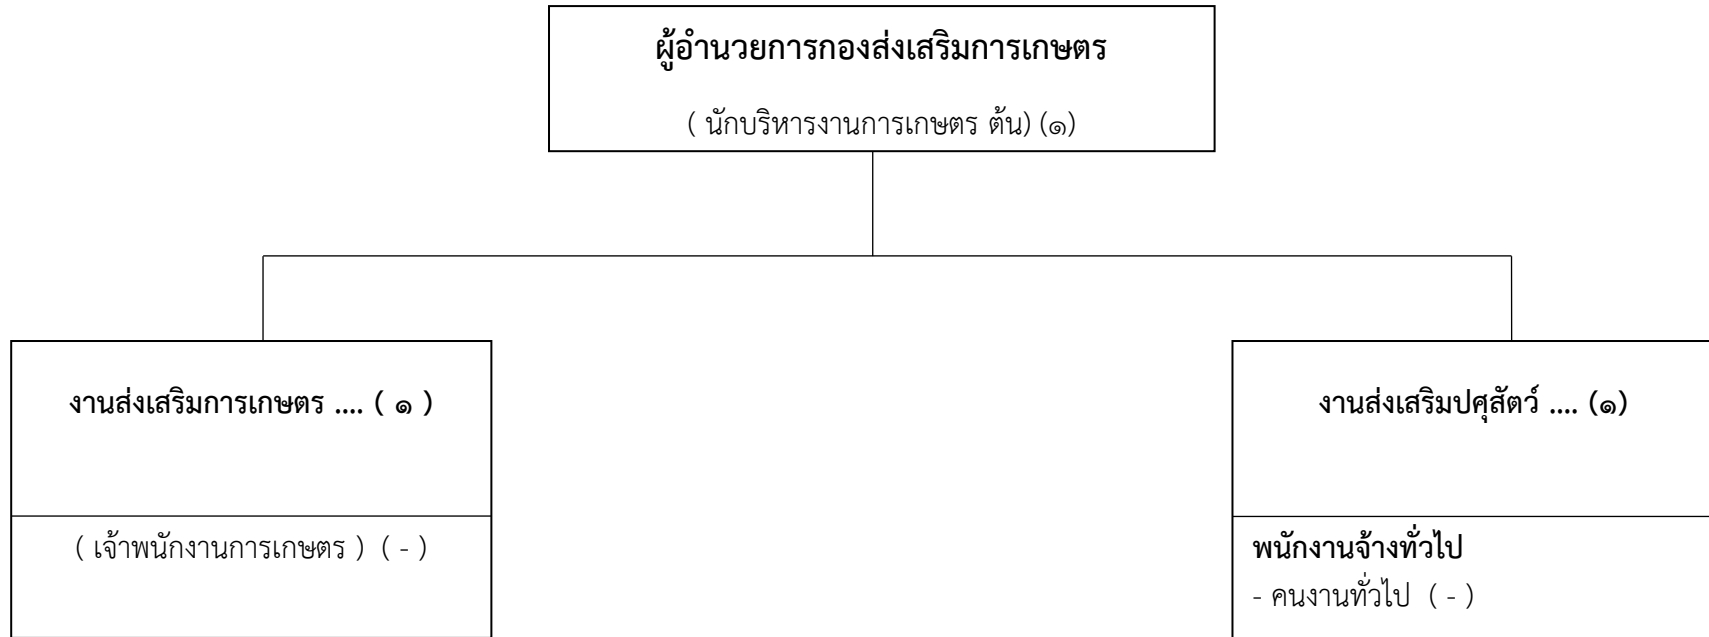 ผู้อำนวยการกองส่งเสริมการเกษตร
( นักบริหารงานการเกษตร ต้น) (๑)
งานส่งเสริมการเกษตร .... ( ๑ )
( เจ้าพนักงานการเกษตร ) ( - )
งานส่งเสริมปศุสัตว์ .... (๑)
พนักงานจ้างทั่วไป
- คนงานทั่วไป ( - )